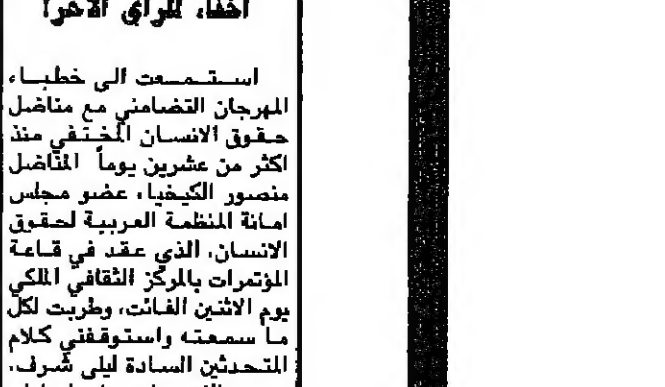 اخفاء للرأي الآخر!
استمعت الى خطباء
المهرجان التضامني مع مناضل
حقوق الانسان المختفي منذ
اكثر من عشرين يوماً المناضل
منصور الكيخيا، عضو مجلس
امانة المنظمة العربية لحقوق
الانسان، الذي عقد في قاعة
المؤتمرات بالمركز الثقافي الملكي
يوم الاثنين الفائت، وطربت لكل
ما سمعته واستوقفني كلام
المتحدثين السادة ليلى شرف،